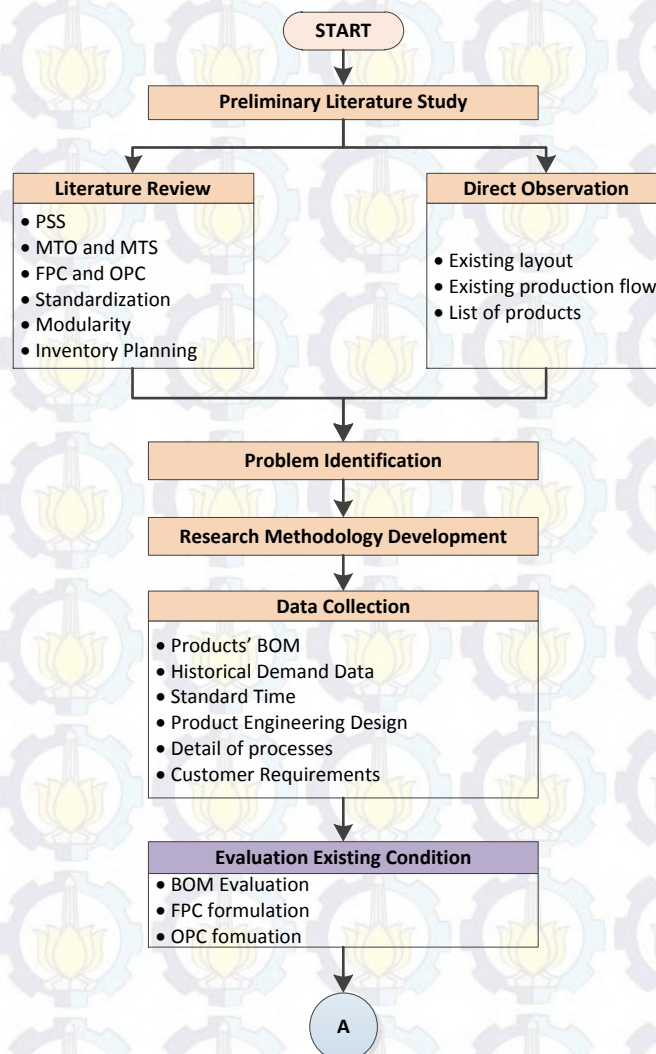 START
Preliminary Literature Study
Literature Review
• PSS
• MTO and MTS
• FPC and OPC
• Standardization
• Modularity
• Inventory Planning
Direct Observation
• Existing layout
• Existing production flow
• List of products
Problem Identification
Research Methodology Development
Data Collection
• Products’ BOM
• Historical Demand Data
• Standard Time
• Product Engineering Design
• Detail of processes
• Customer Requirements
Evaluation Existing Condition
• BOM Evaluation
• FPC formulation
• OPC fomuation
A